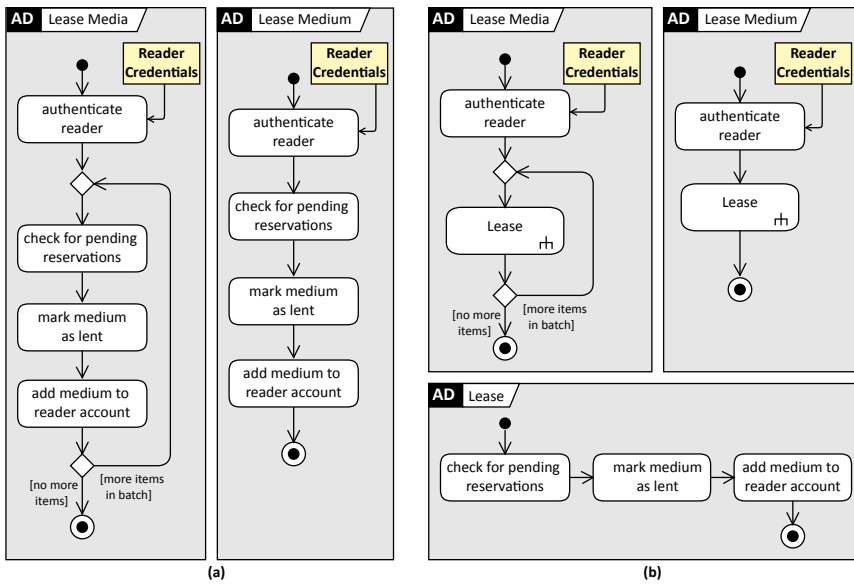 AD Lease Media
Reader
Credentials
authenticate
reader
check for pending
reservations
mark medium
as lent
add medium to
reader account
[no more
items]
[more items
in batch]
AD Lease Medium
Reader
Credentials
authenticate
reader
check for pending
reservations
mark medium
as lent
add medium to
reader account
(a)
AD Lease Media
Reader
Credentials
authenticate
reader
Lease
[no more
items]
[more items
in batch]
AD Lease Medium
Reader
Credentials
authenticate
reader
Lease
AD Lease
check for pending
reservations
mark medium
as lent
add medium to
reader account
(b)